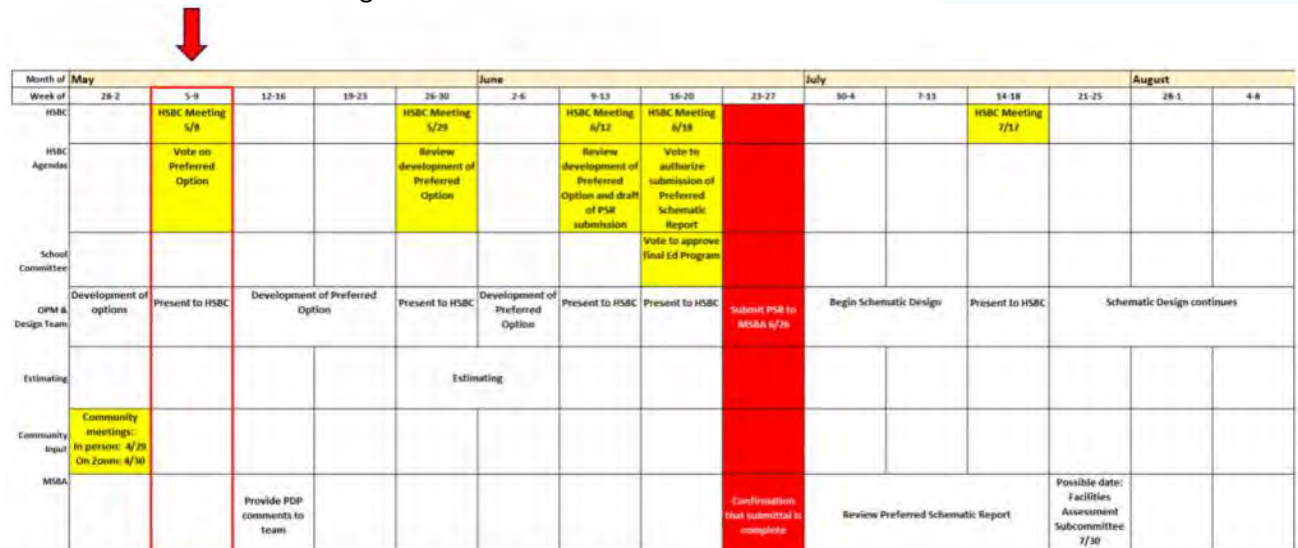 Month of May June July August
Week of 28-2 5-9 12-16 19-23 26-30 2-6 9-13 16-20 23-27 30-4 7-11 14-18 21-25 28-1 4-8
HSBC HSBC Meeting HSBC Meeting HSBC Meeting HSBC Meeting HSBC Meeting
5/8 5/29 6/12 6/18 7/17
HSBC
Agendas
Vote on
Preferred
Option
Review
development of
Preferred
Option
Review
development of
Preferred
Option and draft
of PSR
submission
Vote to
authorize
submission of
Preferred
Schematic
Report
School
Committee
Vote to approve
final Ed Program
OPM &
Design Team
Development of
options
Present to HSBC
Development of Preferred
Option
Present to HSBC
Development of
Preferred
Option
Present to HSBC
Present to HSBC
Submit PSR to
MSBA 6/26
Begin Schematic Design
Present to HSBC
Schematic Design continues
Estimating
Estimating
Community
Input
Community
meetings:
In person: 4/29
On Zoom: 4/30
MSBA
Provide PDP
comments to
team
Confirmation
that submittal is
complete
Review Preferred Schematic Report
Possible date:
Facilities
Assessment
Subcommittee
7/30